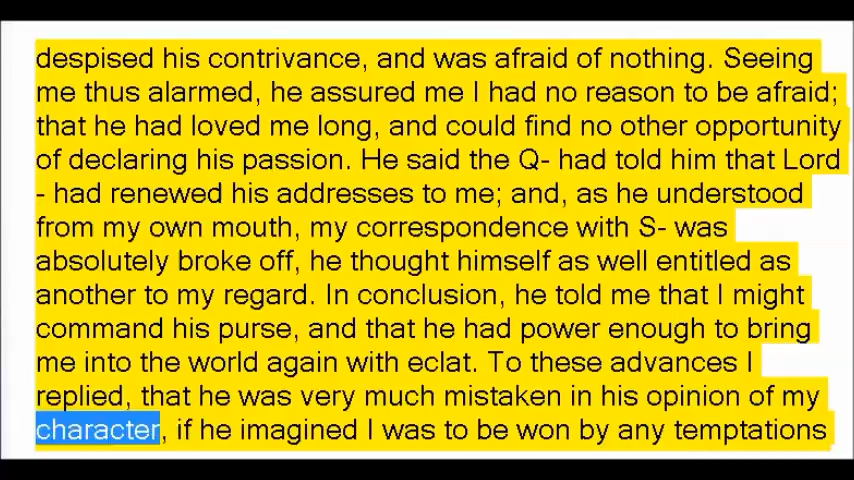 despised his contrivance, and was afraid of nothing. Seeing
me thus alarmed, he assured me I had no reason to be afraid;
that he had loved me long, and could find no other opportunity
of declaring his passion. He said the Q- had told him that Lord
- had renewed his addresses to me; and, as he understood
from my own mouth, my correspondence with S- was
absolutely broke off, he thought himself as well entitled as
another to my regard. In conclusion, he told me that I might
command his purse, and that he had power enough to bring
me into the world again with eclat. To these advances I
replied, that he was very much mistaken in his opinion of my
character, if he imagined I was to be won by any temptations